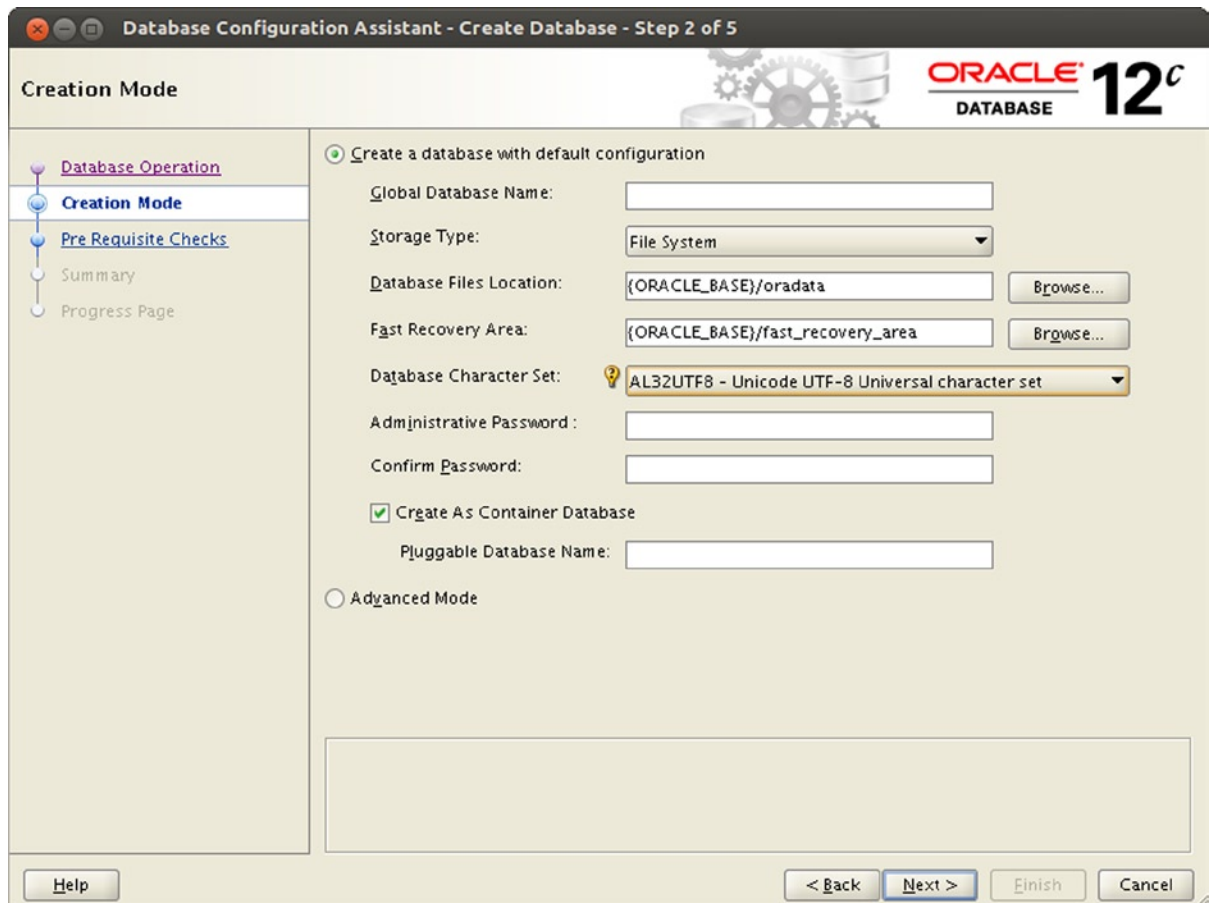 Database Configuration Assistant - Create Database - Step 2 of 5
Creation Mode
ORACLE DATABASE 12c
Database Operation
Creation Mode
Pre Requisite Checks
Summary
Progress Page
Create a database with default configuration
Global Database Name:
Storage Type: File System
Database Files Location: {ORACLE_BASE}/oradata Browse...
Fast Recovery Area: {ORACLE_BASE}/fast_recovery_area Browse...
Database Character Set: AL32UTF8 - Unicode UTF-8 Universal character set
Administrative Password :
Confirm Password:
Create As Container Database
Pluggable Database Name:
Advanced Mode
Help < Back Next > Finish Cancel